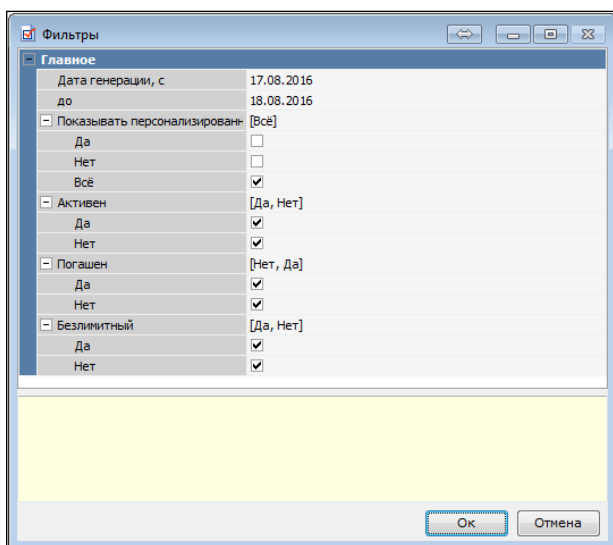 Фильтры
Главное
Дата генерации, с 17.08.2016
до 18.08.2016
Показывать персонализированн [Всё]
Да
Нет
Всё
Активен [Да, Нет]
Да
Нет
Погашен [Нет, Да]
Да
Нет
Безлимитный [Да, Нет]
Да
Нет
Ок Отмена